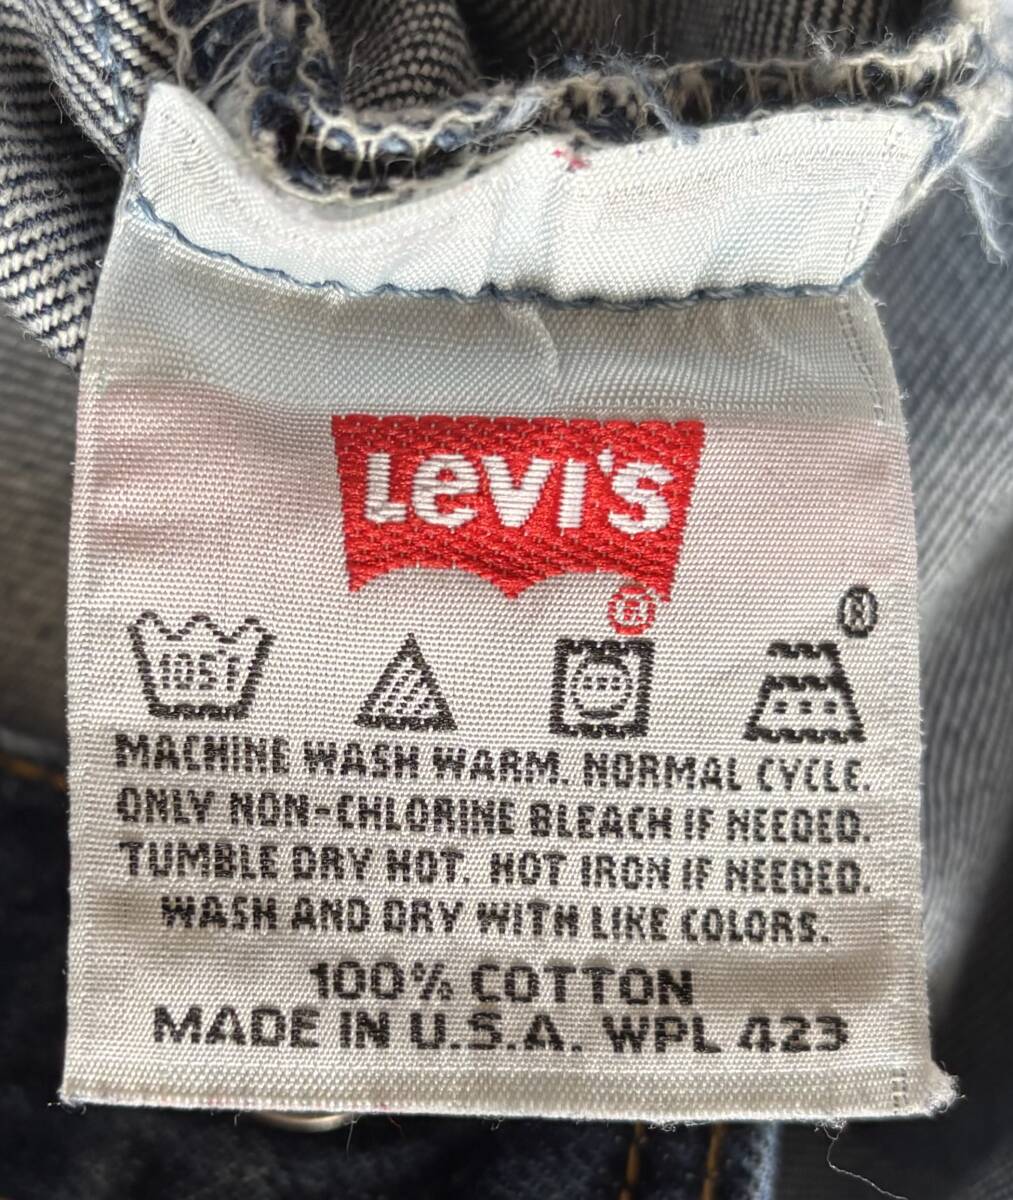 Levi's
®
®
105°F
MACHINE WASH WARM. NORMAL CYCLE.
ONLY NON-CHLORINE BLEACH IF NEEDED.
TUMBLE DRY HOT. HOT IRON IF NEEDED.
WASH AND DRY WITH LIKE COLORS.
100% COTTON
MADE IN U.S.A. WPL 423